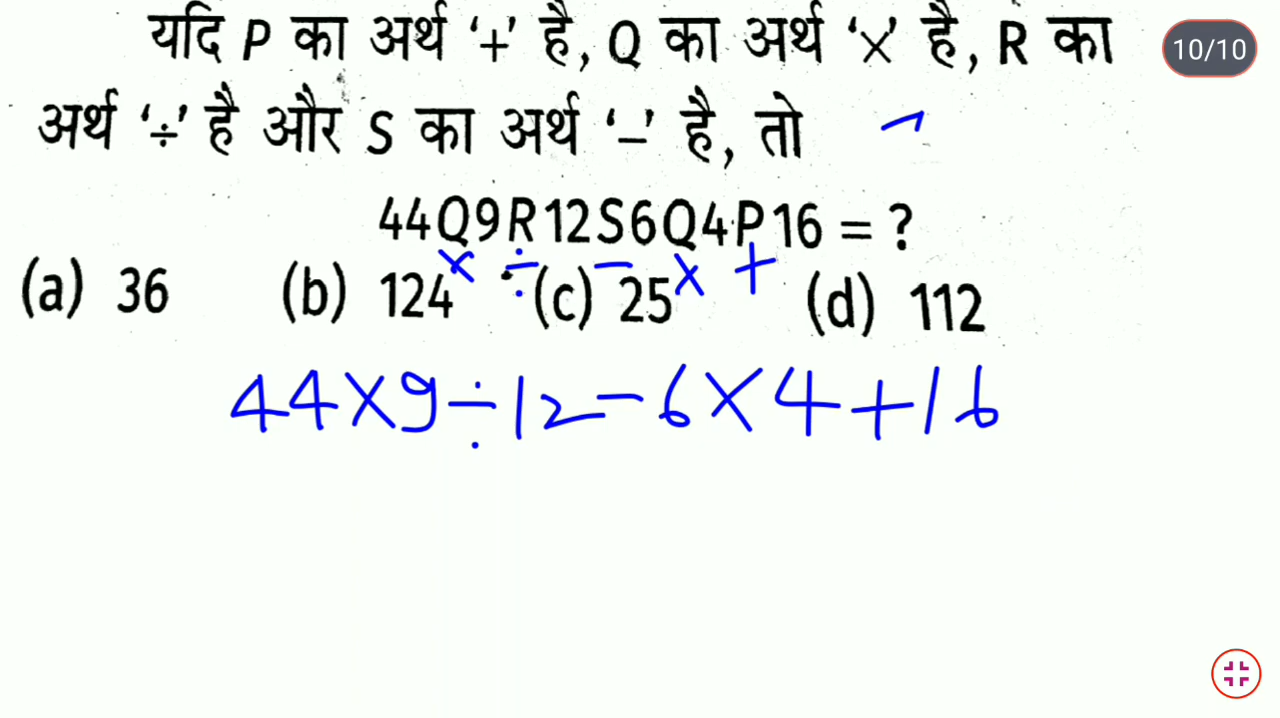 यदि P का अर्थ ‘+’ है, Q का अर्थ ‘×’ है, R का
10/10
अर्थ ‘÷’ है और S का अर्थ ‘–’ है, तो
44Q9R12S6Q4P16 = ?
× ÷ – × +
(a) 36 (b) 124 (c) 25 (d) 112
44×9÷12–6×4+16